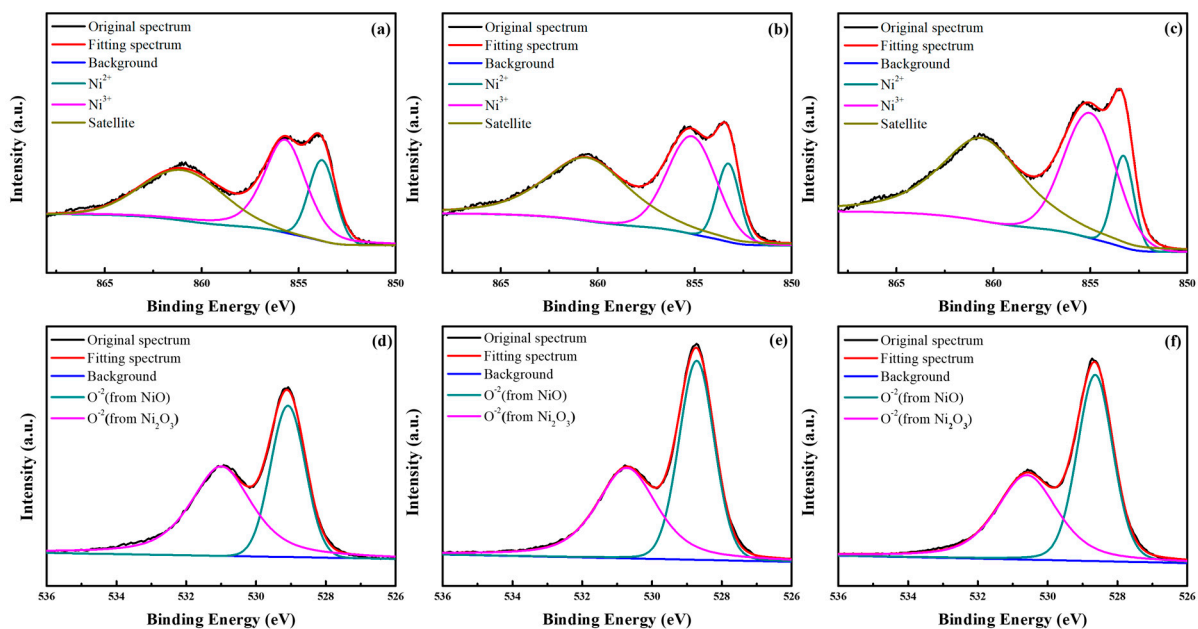 (a)
Original spectrum
Fitting spectrum
Background
Ni²⁺
Ni³⁺
Satellite
Intensity (a.u.)
865 860 855 850
Binding Energy (eV)
(b)
Original spectrum
Fitting spectrum
Background
Ni²⁺
Ni³⁺
Satellite
Intensity (a.u.)
865 860 855 850
Binding Energy (eV)
(c)
Original spectrum
Fitting spectrum
Background
Ni²⁺
Ni³⁺
Satellite
Intensity (a.u.)
865 860 855 850
Binding Energy (eV)
(d)
Original spectrum
Fitting spectrum
Background
O⁻²(from NiO)
O⁻²(from Ni₂O₃)
Intensity (a.u.)
536 534 532 530 528 526
Binding Energy (eV)
(e)
Original spectrum
Fitting spectrum
Background
O⁻²(from NiO)
O⁻²(from Ni₂O₃)
Intensity (a.u.)
536 534 532 530 528 526
Binding Energy (eV)
(f)
Original spectrum
Fitting spectrum
Background
O⁻²(from NiO)
O⁻²(from Ni₂O₃)
Intensity (a.u.)
536 534 532 530 528 526
Binding Energy (eV)